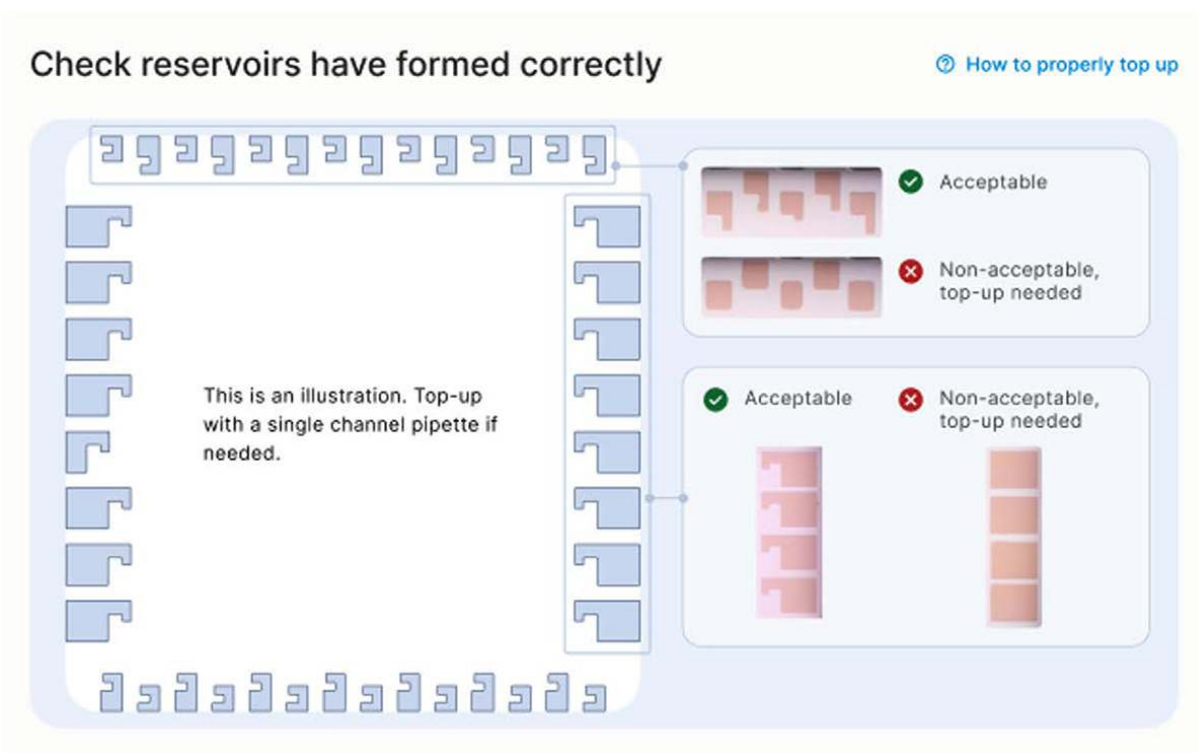 Check reservoirs have formed correctly
How to properly top up
Acceptable
Non-acceptable,
top-up needed
This is an illustration. Top-up
with a single channel pipette if
needed.
Acceptable
Non-acceptable,
top-up needed